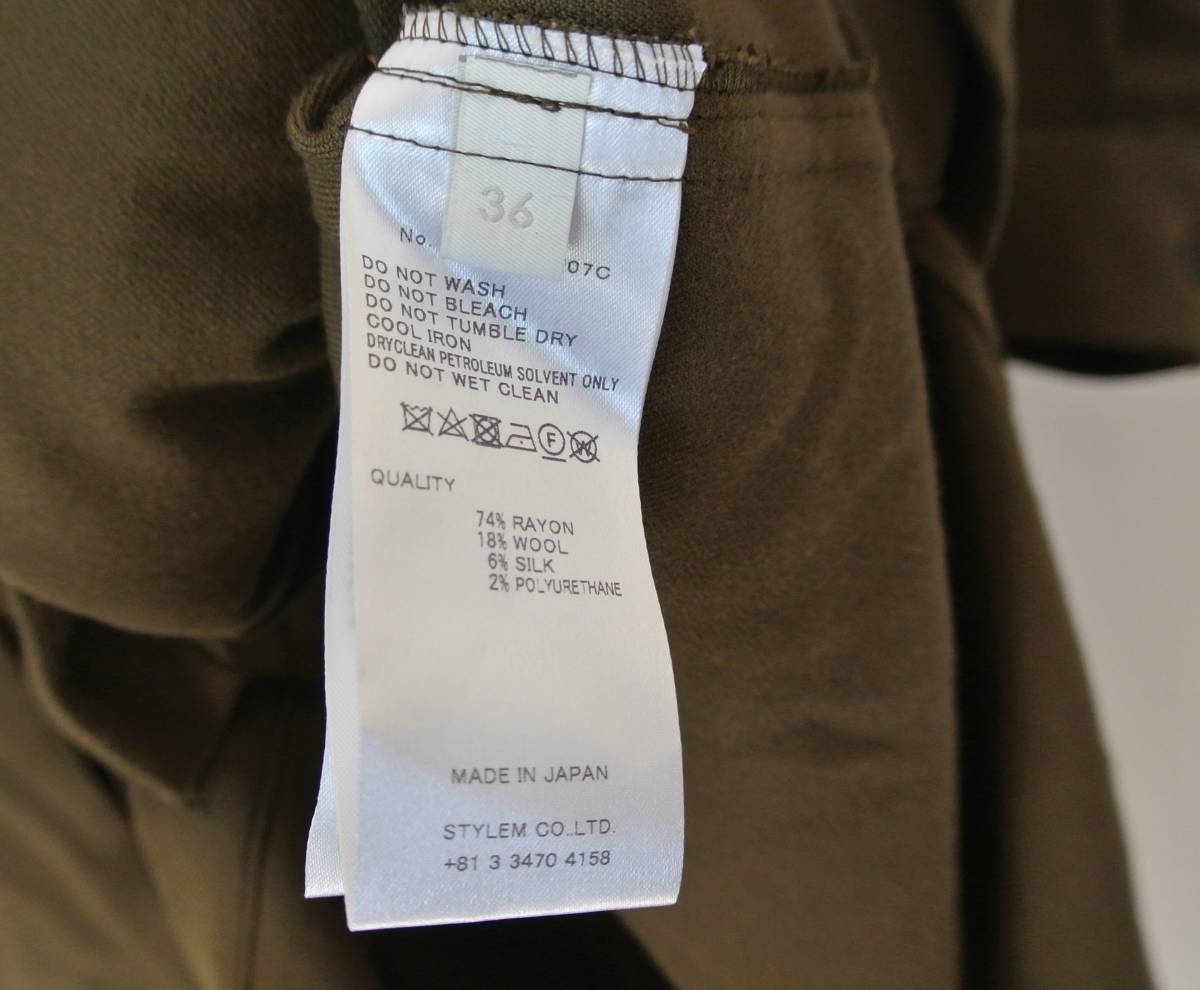 36
No. 07C
DO NOT WASH
DO NOT BLEACH
DO NOT TUMBLE DRY
COOL IRON
DRYCLEAN PETROLEUM SOLVENT ONLY
DO NOT WET CLEAN
F W
QUALITY
74% RAYON
18% WOOL
6% SILK
2% POLYURETHANE
MADE IN JAPAN
STYLEM CO.,LTD.
+81 3 3470 4158